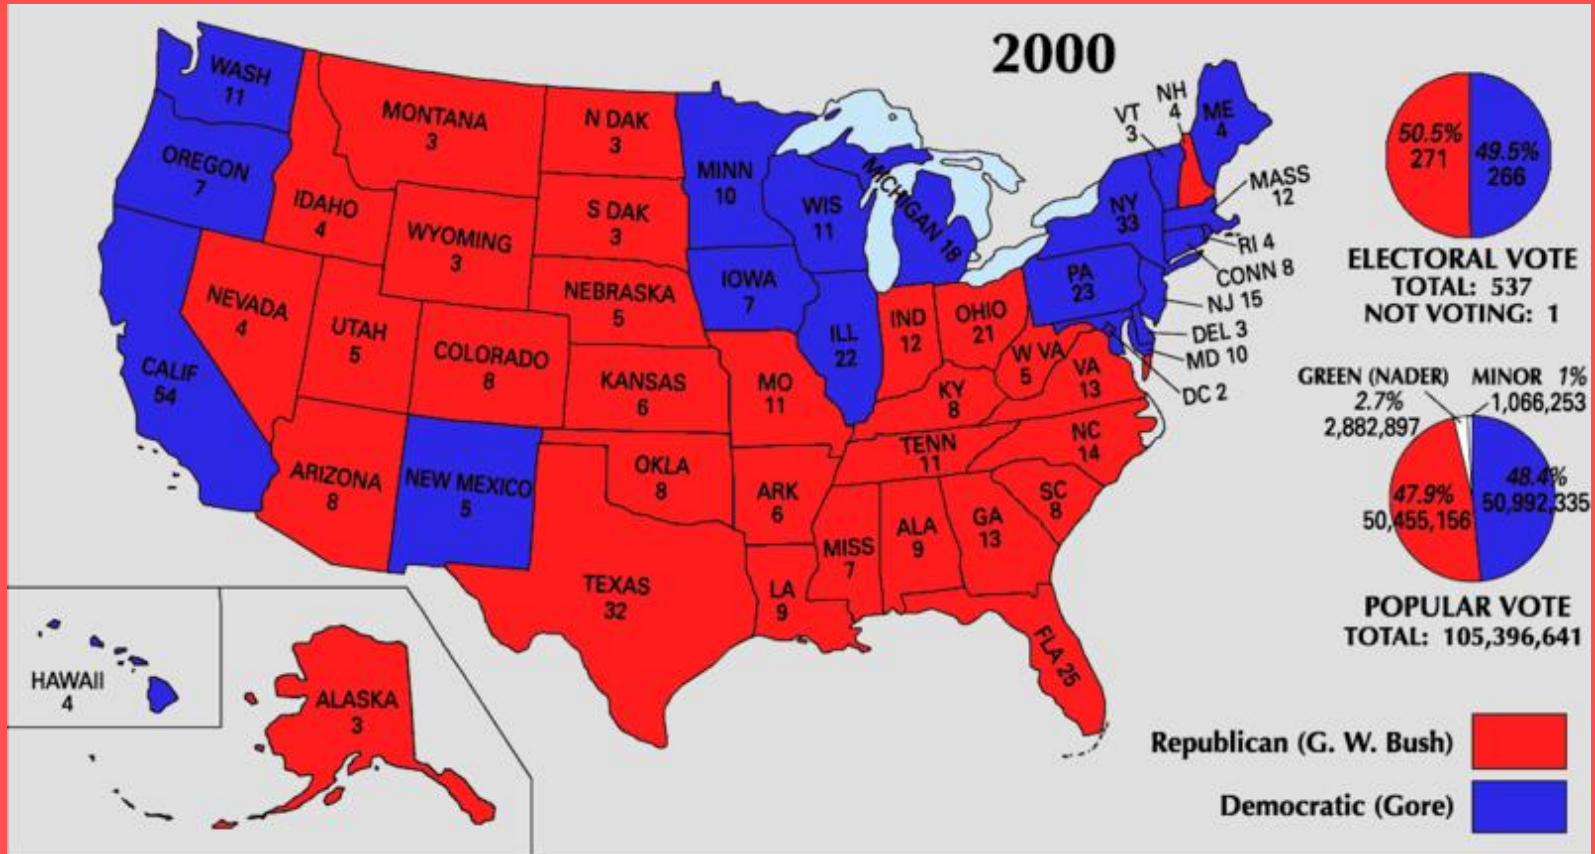 2000
WASH
11
OREGON
7
CALIF
54
MONTANA
3
IDAHO
4
WYOMING
3
NEVADA
4
UTAH
5
COLORADO
8
ARIZONA
8
NEW MEXICO
5
N DAK
3
S DAK
3
NEBRASKA
5
KANSAS
6
OKLA
8
TEXAS
32
MINN
10
IOWA
7
MO
11
ARK
6
LA
9
WIS
11
ILL
22
MICHIGAN 18
IND
12
OHIO
21
KY
8
TENN
11
MISS
7
ALA
9
GA
13
FLA 25
SC
8
NC
14
VA
13
W VA
5
PA
23
NY
33
VT
3
NH
4
ME
4
MASS
12
RI 4
CONN 8
NJ 15
DEL 3
MD 10
DC 2
HAWAII
4
ALASKA
3
50.5%
271
49.5%
266
ELECTORAL VOTE
TOTAL: 537
NOT VOTING: 1
GREEN (NADER)
2.7%
2,882,897
MINOR 1%
1,066,253
47.9%
50,455,156
48.4%
50,992,335
POPULAR VOTE
TOTAL: 105,396,641
Republican (G. W. Bush)
Democratic (Gore)